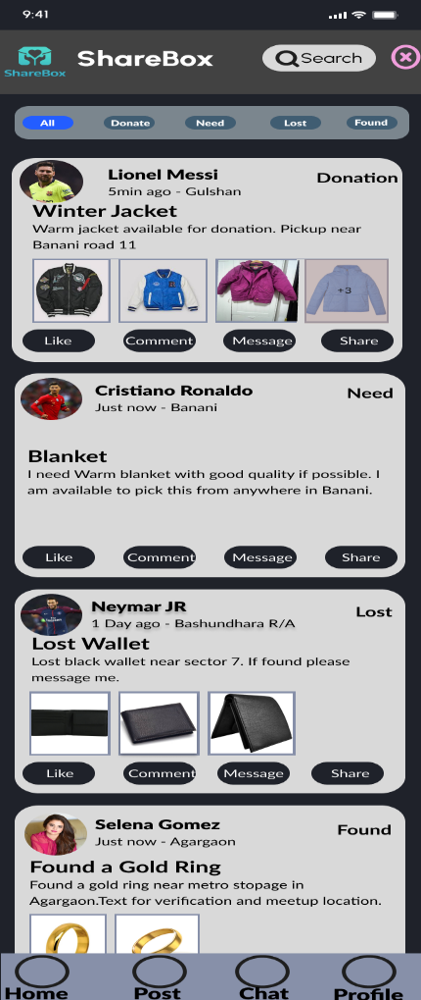 9:41
ShareBox
ShareBox
Search
All
Donate
Need
Lost
Found
Lionel Messi
Donation
5min ago - Gulshan
Winter Jacket
Warm jacket available for donation. Pickup near
Banani road 11
+3
Like
Comment
Message
Share
Cristiano Ronaldo
Need
Just now - Banani
Blanket
I need Warm blanket with good quality if possible. I
am available to pick this from anywhere in Banani.
Like
Comment
Message
Share
Neymar JR
Lost
1 Day ago - Bashundhara R/A
Lost Wallet
Lost black wallet near sector 7. If found please
message me.
Like
Comment
Message
Share
Selena Gomez
Found
Just now - Agargaon
Found a Gold Ring
Found a gold ring near metro stopage in
Agargaon.Text for verification and meetup location.
Home
Post
Chat
Profile